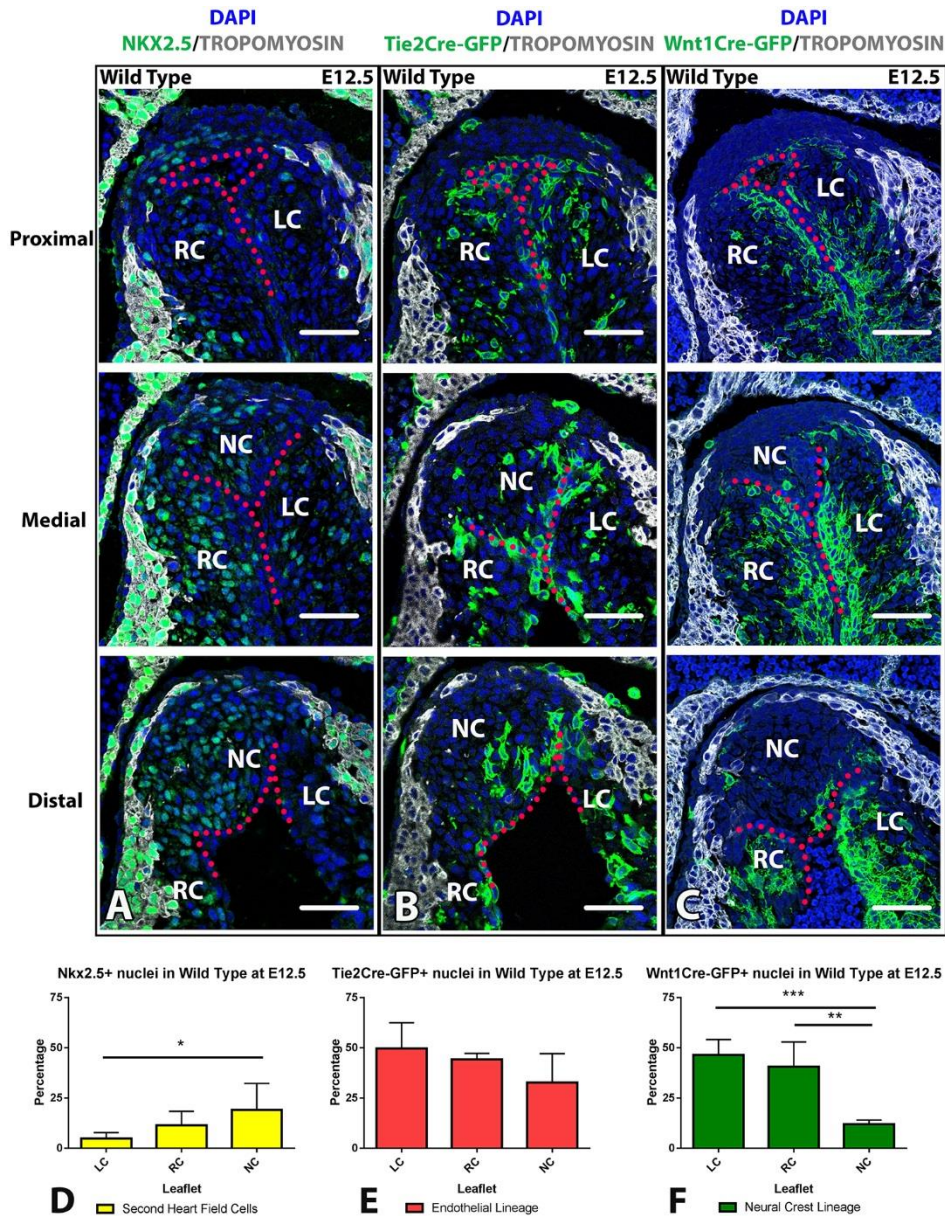 DAPI DAPI DAPI
NKX2.5/TROPOMYOSIN Tie2Cre-GFP/TROPOMYOSIN Wnt1Cre-GFP/TROPOMYOSIN
Wild Type E12.5 Wild Type E12.5 Wild Type E12.5
Proximal
RC LC
RC LC
RC LC
Medial
NC RC LC
NC RC LC
NC RC LC
Distal
NC LC RC
NC LC RC
NC LC RC
A B C
Nkx2.5+ nuclei in Wild Type at E12.5
Percentage
75
50
25
0
*
LC RC NC
Leaflet
D Second Heart Field Cells
Tie2Cre-GFP+ nuclei in Wild Type at E12.5
Percentage
75
50
25
0
LC RC NC
Leaflet
E Endothelial Lineage
Wnt1Cre-GFP+ nuclei in Wild Type at E12.5
Percentage
75
50
25
0
***
**
LC RC NC
Leaflet
F Neural Crest Lineage